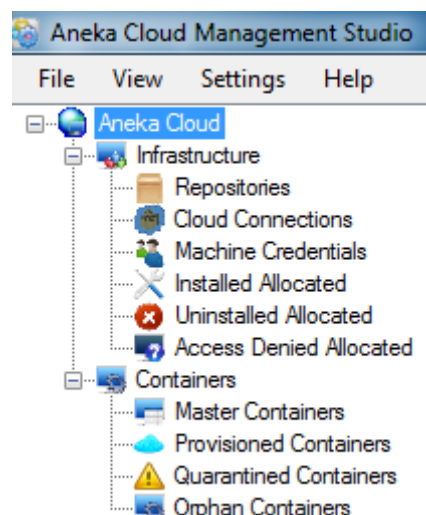 Aneka Cloud Management Studio
File View Settings Help
Aneka Cloud
Infrastructure
Repositories
Cloud Connections
Machine Credentials
Installed Allocated
Uninstalled Allocated
Access Denied Allocated
Containers
Master Containers
Provisioned Containers
Quarantined Containers
Orphan Containers